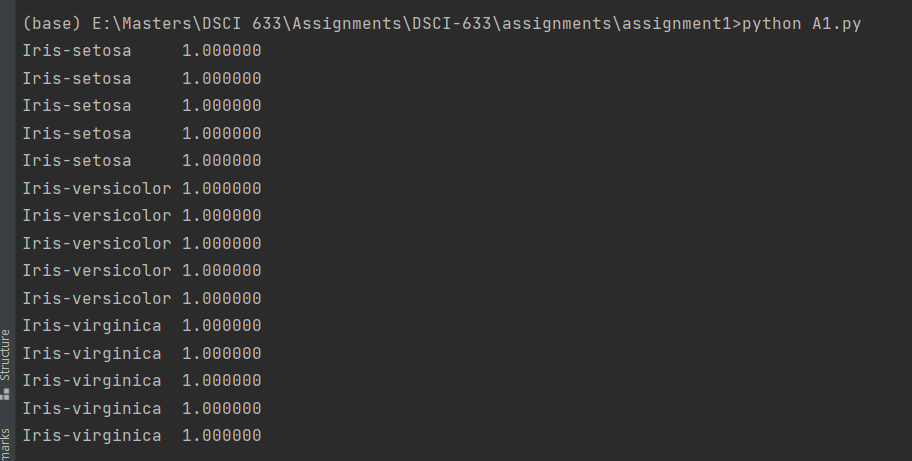 (base) E:\Masters\DSCI 633\Assignments\DSCI-633\assignments\assignment1>python A1.py
Iris-setosa     1.000000
Iris-setosa     1.000000
Iris-setosa     1.000000
Iris-setosa     1.000000
Iris-setosa     1.000000
Iris-versicolor 1.000000
Iris-versicolor 1.000000
Iris-versicolor 1.000000
Iris-versicolor 1.000000
Iris-versicolor 1.000000
Iris-virginica  1.000000
Iris-virginica  1.000000
Iris-virginica  1.000000
Iris-virginica  1.000000
Iris-virginica  1.000000
Structure
marks